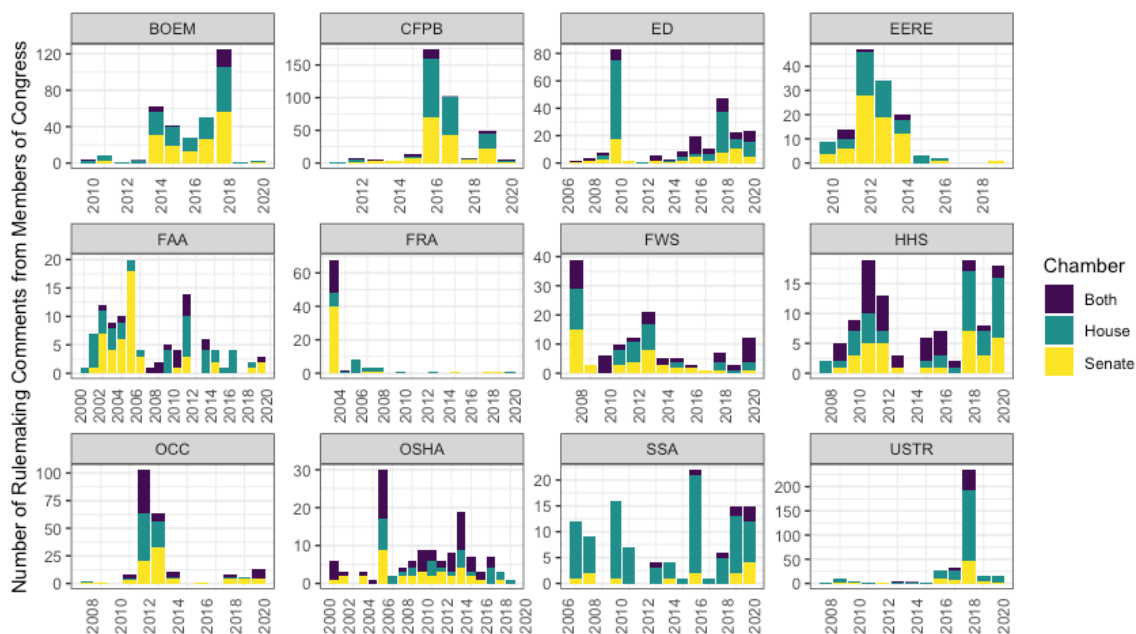 Number of Rulemaking Comments from Members of Congress
BOEM CFPB ED EERE
120 80 40 0
2010 2012 2014 2016 2018 2020
150 100 50 0
2012 2014 2016 2018 2020
80 60 40 20 0
2006 2008 2010 2012 2014 2016 2018 2020
40 30 20 10 0
2010 2012 2014 2016 2018
FAA FRA FWS HHS
20 15 10 5 0
2000 2002 2004 2006 2008 2010 2012 2014 2016 2018 2020
60 40 20 0
2004 2006 2008 2010 2012 2014 2016 2018 2020
40 30 20 10 0
2008 2010 2012 2014 2016 2018 2020
15 10 5 0
2008 2010 2012 2014 2016 2018 2020
OCC OSHA SSA USTR
100 75 50 25 0
2008 2010 2012 2014 2016 2018 2020
30 20 10 0
2000 2002 2004 2006 2008 2010 2012 2014 2016 2018 2020
20 15 10 5 0
2006 2008 2010 2012 2014 2016 2018 2020
200 150 100 50 0
2008 2010 2012 2014 2016 2018 2020
Chamber
Both
House
Senate